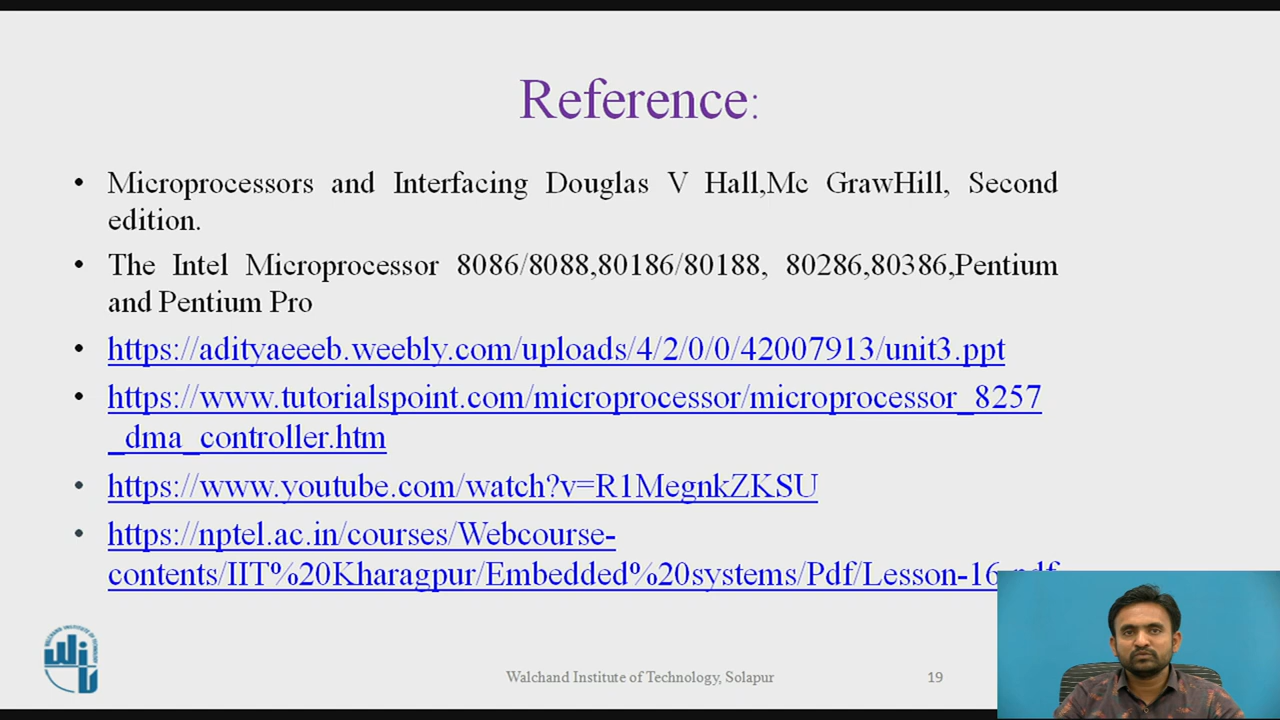 Reference:
• Microprocessors and Interfacing Douglas V Hall,Mc GrawHill, Second
edition.
• The Intel Microprocessor 8086/8088,80186/80188, 80286,80386,Pentium
and Pentium Pro
• https://adityaeeeb.weebly.com/uploads/4/2/0/0/42007913/unit3.ppt
• https://www.tutorialspoint.com/microprocessor/microprocessor_8257
_dma_controller.htm
• https://www.youtube.com/watch?v=R1MegnkZKSU
• https://nptel.ac.in/courses/Webcourse-
contents/IIT%20Kharagpur/Embedded%20systems/Pdf/Lesson-16.pdf
Walchand Institute of Technology, Solapur
19